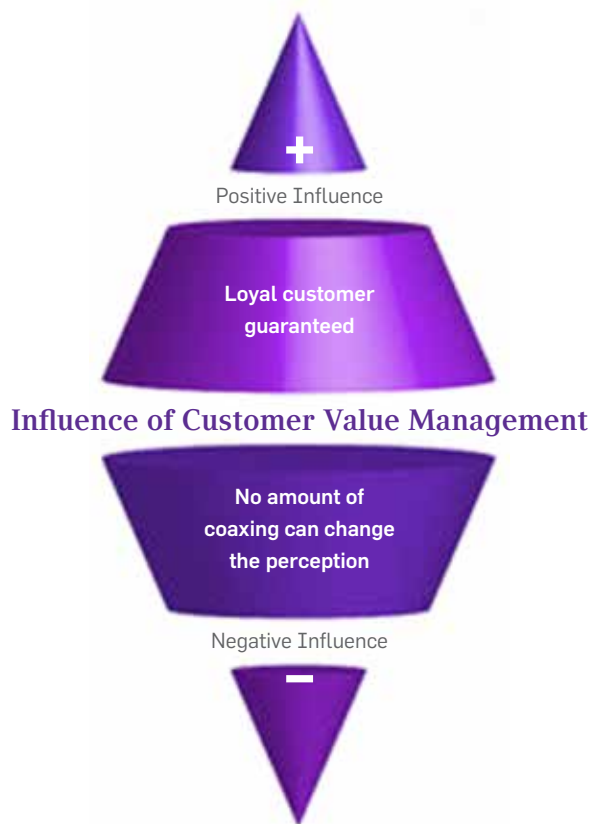 +
Positive Influence
Loyal customer
guaranteed
Influence of Customer Value Management
No amount of
coaxing can change
the perception
Negative Influence
−